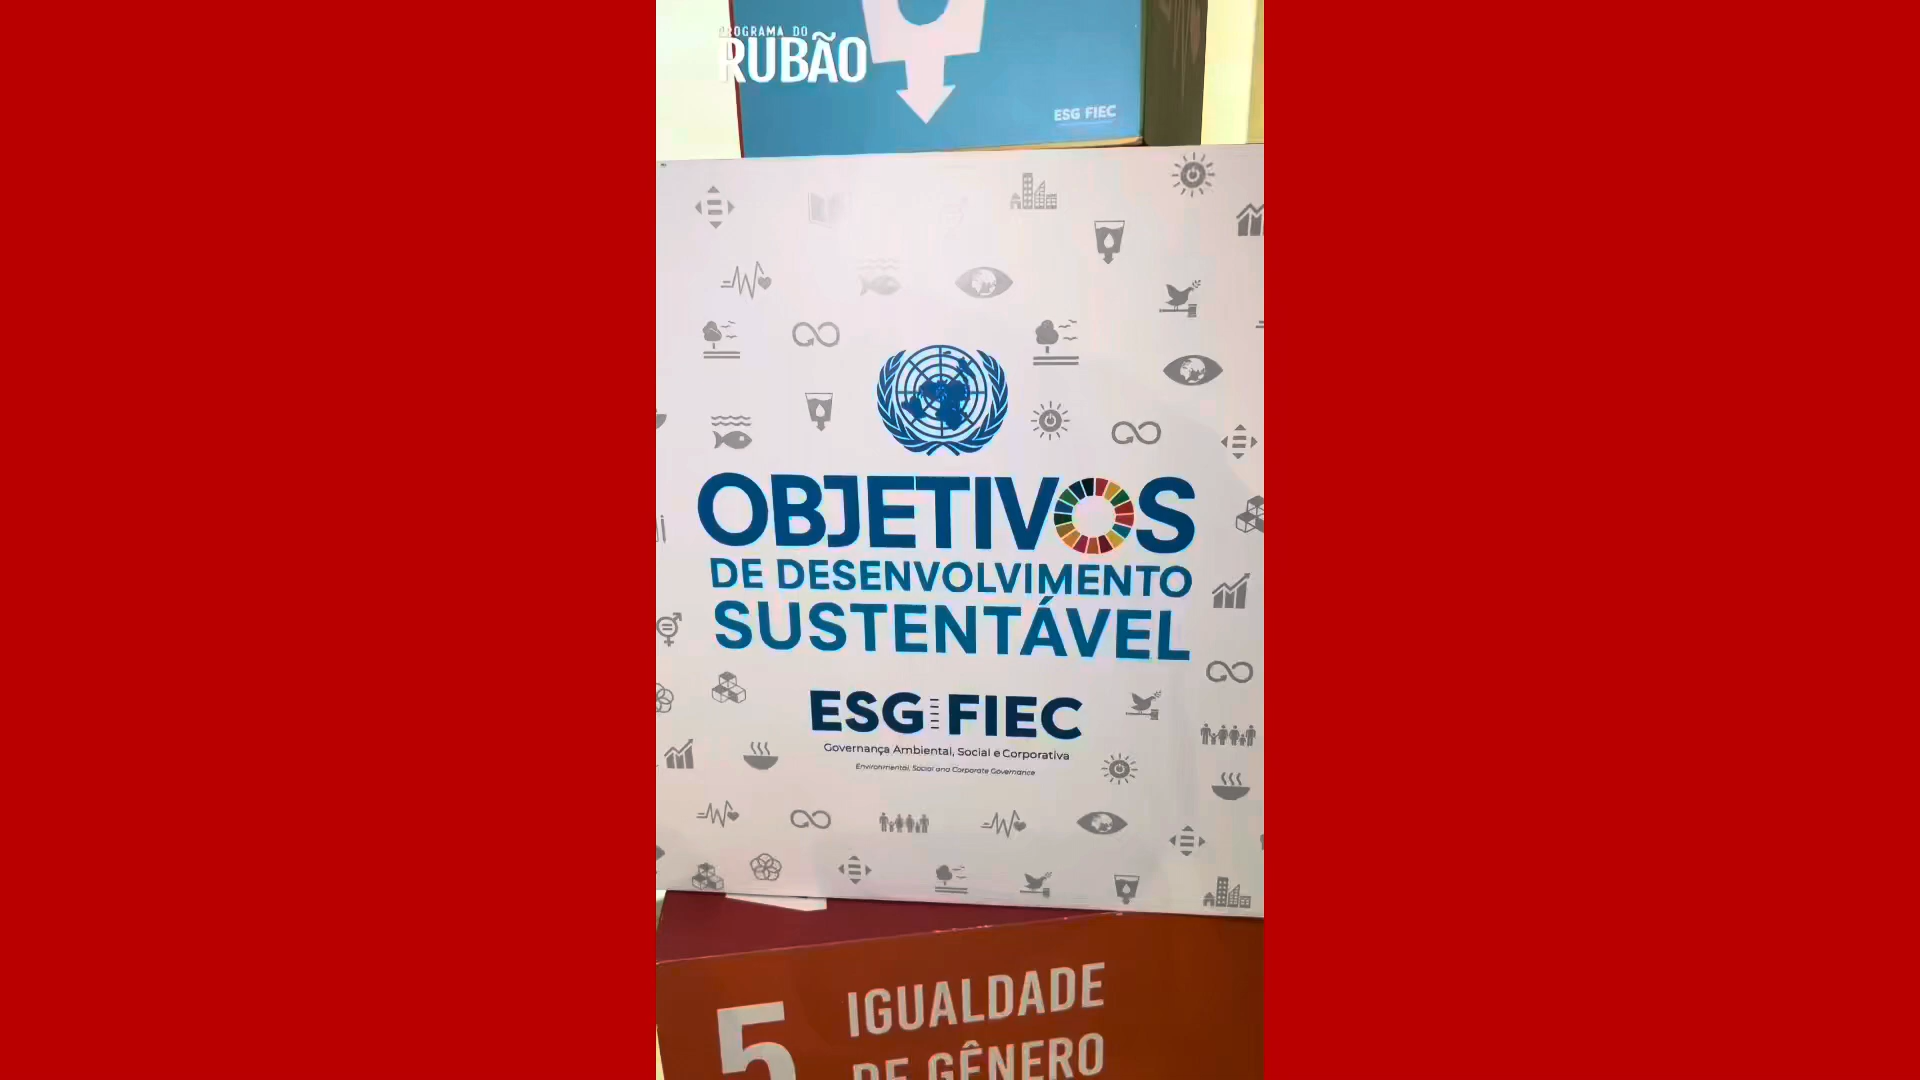 PROGRAMA DO
RUBÃO
ESG FIEC
OBJETIVOS
DE DESENVOLVIMENTO
SUSTENTÁVEL
ESG FIEC
Governança Ambiental, Social e Corporativa
Environmental, Social and Corporate Governance
5 IGUALDADE
DE GÊNERO